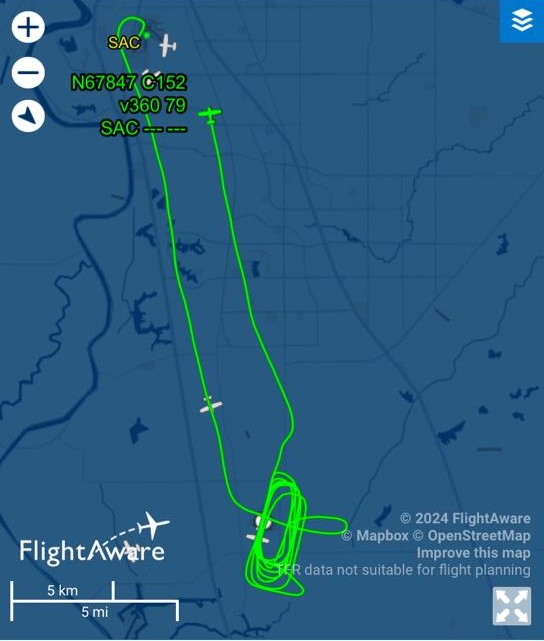 SAC
N67847 C152
v360 79
SAC --- ---
© 2024 FlightAware
© Mapbox © OpenStreetMap
Improve this map
TFR data not suitable for flight planning
FlightAware
5 km
5 mi